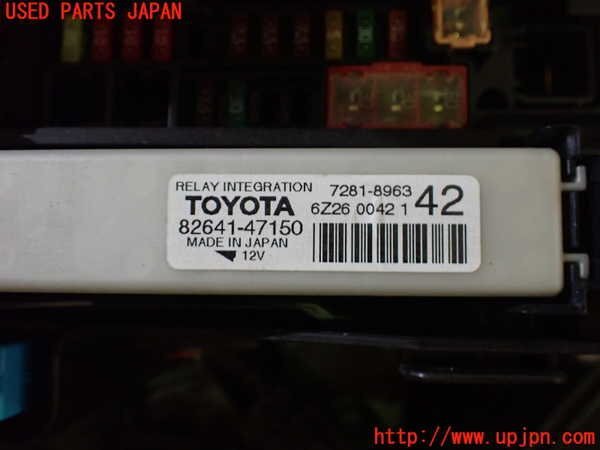 USED PARTS JAPAN
RELAY INTEGRATION 7281-8963
TOYOTA 6Z26 0042 1 42
82641-47150
MADE IN JAPAN
12V
http://www.upjpn.com